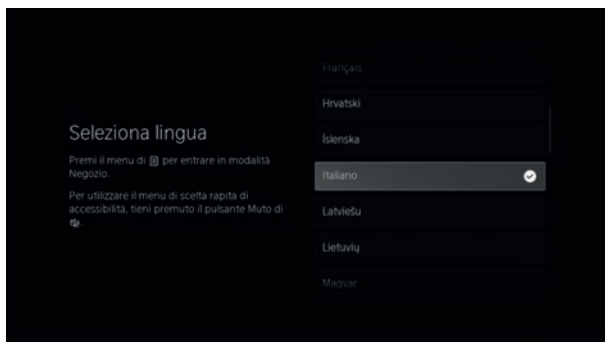 Seleziona lingua
Premi il menu di per entrare in modalità
Negozio.
Per utilizzare il menu di scelta rapida di
accessibilità, tieni premuto il pulsante Muto di
.
Français
Hrvatski
Íslenska
Italiano
Latviešu
Lietuvių
Magyar